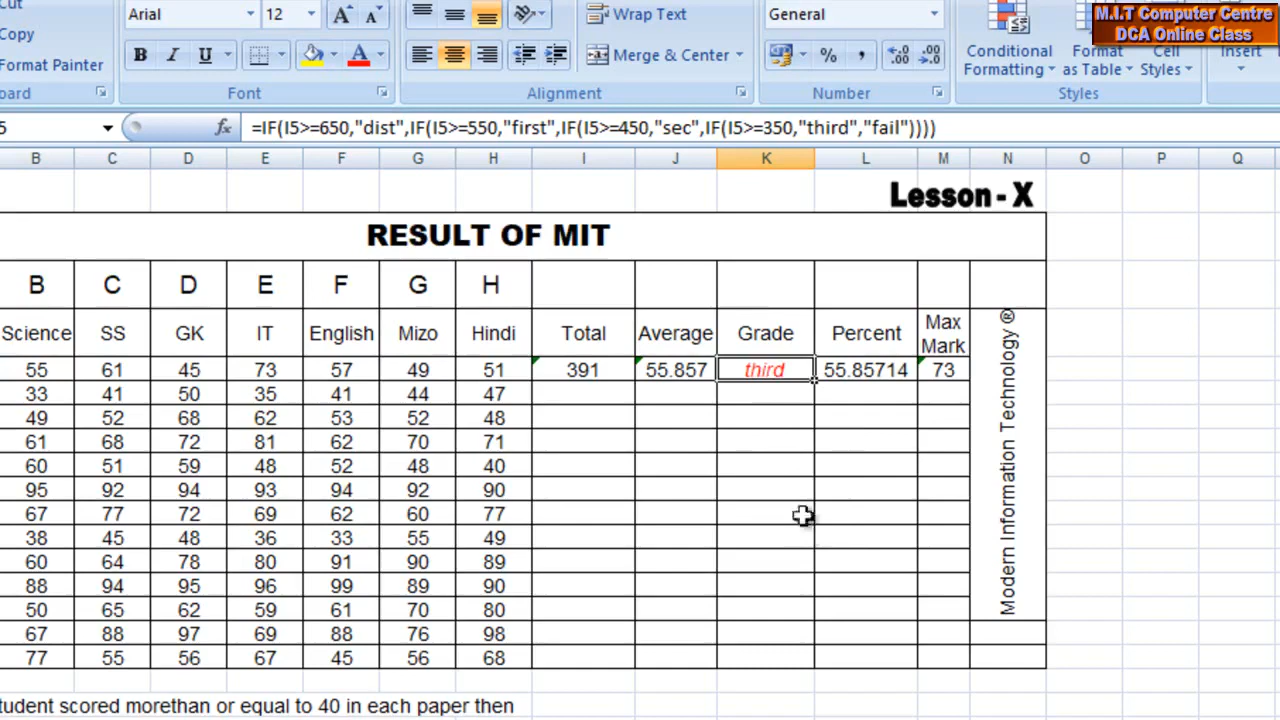 Cut
Copy
Format Painter
board
Arial
12
A A
B I U
A
Font
Wrap Text
Merge & Center
Alignment
General
% , .00 .0
Number
Conditional
Formatting
Format
as Table
Cell
Styles
Styles
Insert
M.I.T Computer Centre
DCA Online Class
5
fx =IF(I5>=650,"dist",IF(I5>=550,"first",IF(I5>=450,"sec",IF(I5>=350,"third","fail"))))
B C D E F G H I J K L M N O P Q
Lesson - X
RESULT OF MIT
B C D E F G H
Science SS GK IT English Mizo Hindi Total Average Grade Percent Max Mark
55 61 45 73 57 49 51 391 55.857 third 55.85714 73
33 41 50 35 41 44 47
49 52 68 62 53 52 48
61 68 72 81 62 70 71
60 51 59 48 52 48 40
95 92 94 93 94 92 90
67 77 72 69 62 60 77
38 45 48 36 33 55 49
60 64 78 80 91 90 89
88 94 95 96 99 89 90
50 65 62 59 61 70 80
67 88 97 69 88 76 98
77 55 56 67 45 56 68
Modern Information Technology ®
tudent scored morethan or equal to 40 in each paper then